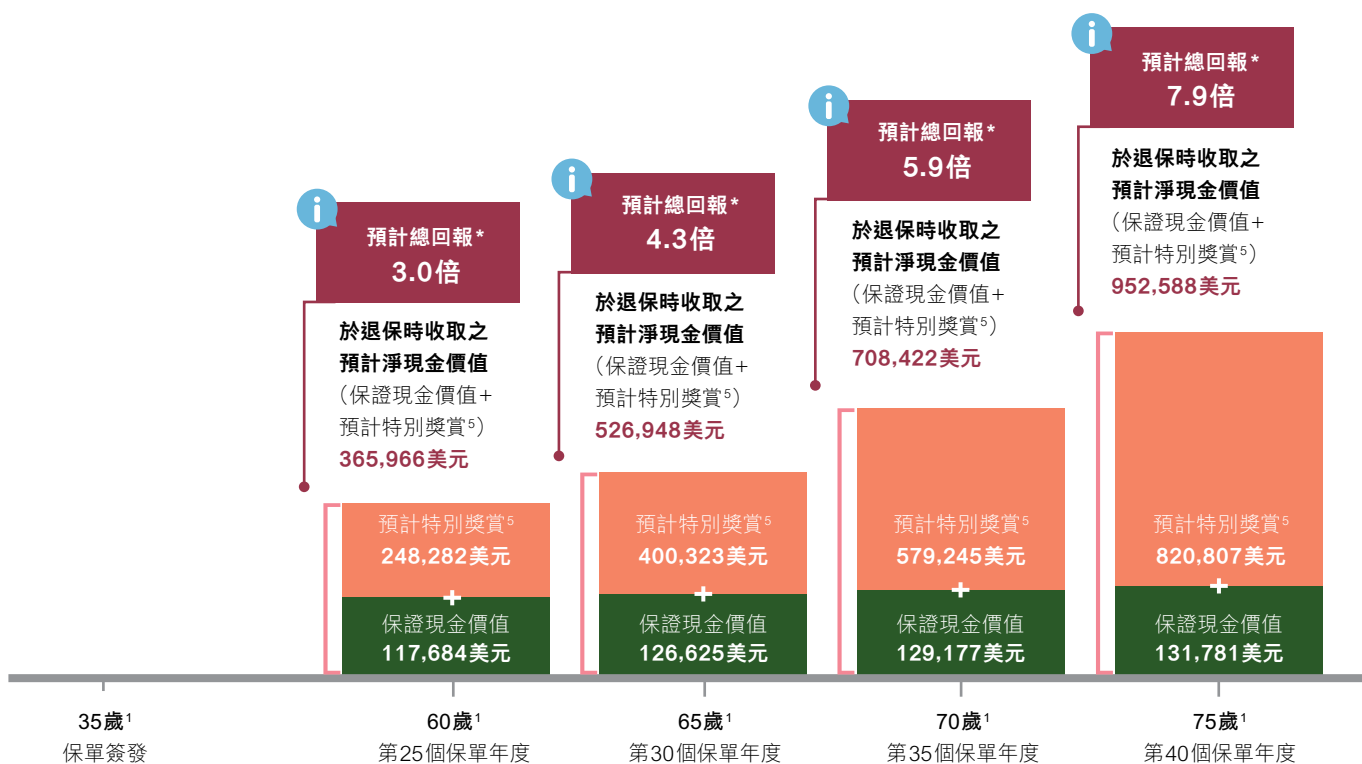 預計總回報*
3.0倍
於退保時收取之
預計淨現金價值
（保證現金價值+
預計特別獎賞⁵）
365,966美元
預計特別獎賞⁵
248,282美元
+
保證現金價值
117,684美元
預計總回報*
4.3倍
於退保時收取之
預計淨現金價值
（保證現金價值+
預計特別獎賞⁵）
526,948美元
預計特別獎賞⁵
400,323美元
+
保證現金價值
126,625美元
預計總回報*
5.9倍
於退保時收取之
預計淨現金價值
（保證現金價值+
預計特別獎賞⁵）
708,422美元
預計特別獎賞⁵
579,245美元
+
保證現金價值
129,177美元
預計總回報*
7.9倍
於退保時收取之
預計淨現金價值
（保證現金價值+
預計特別獎賞⁵）
952,588美元
預計特別獎賞⁵
820,807美元
+
保證現金價值
131,781美元
35歲¹
保單簽發
60歲¹
第25個保單年度
65歲¹
第30個保單年度
70歲¹
第35個保單年度
75歲¹
第40個保單年度